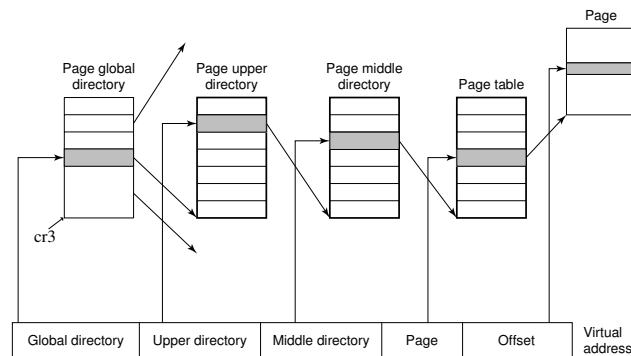 Page
Page global
directory
Page upper
directory
Page middle
directory
Page table
cr3
Global directory
Upper directory
Middle directory
Page
Offset
Virtual
address